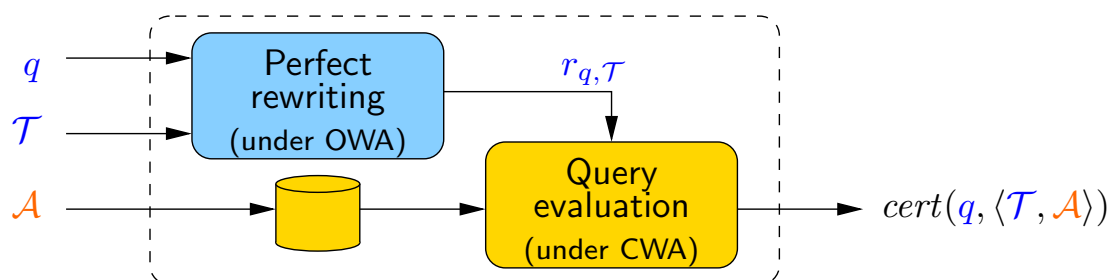 q
𝒯
𝒜
Perfect
rewriting
(under OWA)
r_{q,𝒯}
Query
evaluation
(under CWA)
cert(q, ⟨𝒯, 𝒜⟩)